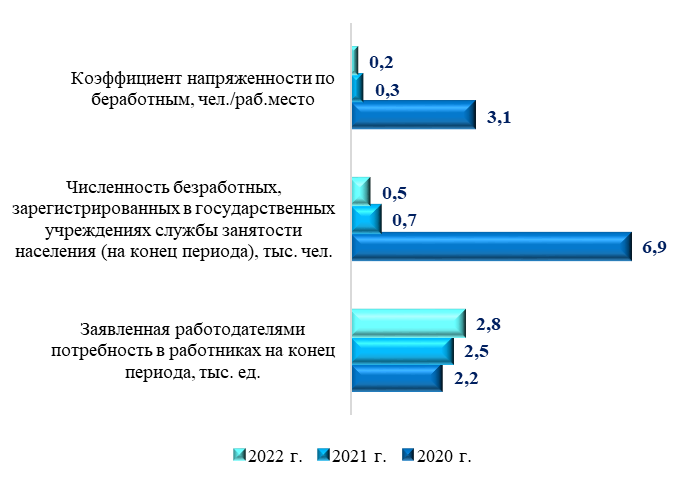 0,2
Коэффициент напряженности по
беработным, чел./раб.место
0,3
3,1
Численность безработных,
зарегистрированных в государственных
учреждениях службы занятости
населения (на конец периода), тыс. чел.
0,5
0,7
6,9
Заявленная работодателями
потребность в работниках на конец
периода, тыс. ед.
2,8
2,5
2,2
2022 г. 2021 г. 2020 г.